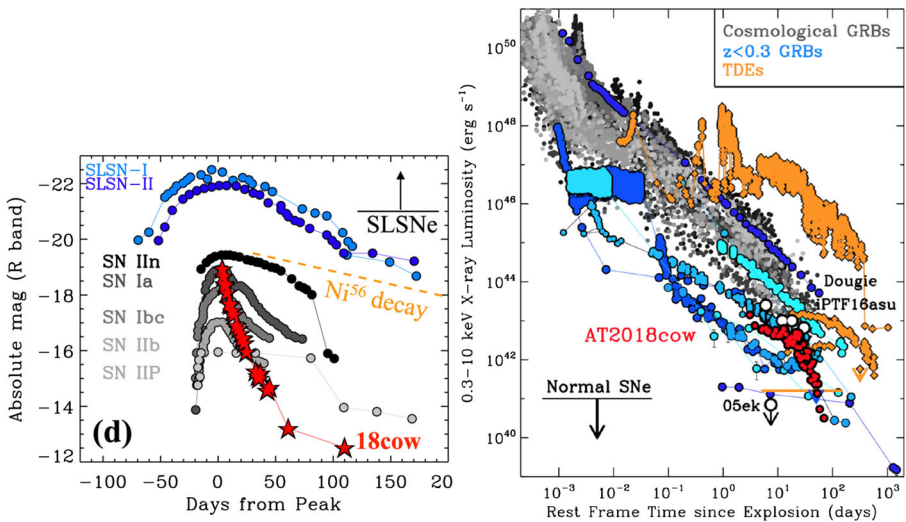 Absolute mag (R band)
-22
-20
-18
-16
-14
-12
SLSN-I
SLSN-II
SLSNe
SN IIn
SN Ia
Ni56 decay
SN Ibc
SN IIb
SN IIP
(d)
18cow
-100
-50
0
50
100
150
20
Days from Peak
0.3-10 keV X-ray Luminosity (erg s-1)
10^50
10^48
10^46
10^44
10^42
10^40
Cosmological GRBs
z<0.3 GRBs
TDEs
Dougie
iPTF16asu
AT2018cow
Normal SNe
05ek
10^-3
10^-2
10^-1
10^0
10^1
10^2
10^3
Rest Frame Time since Explosion (days)